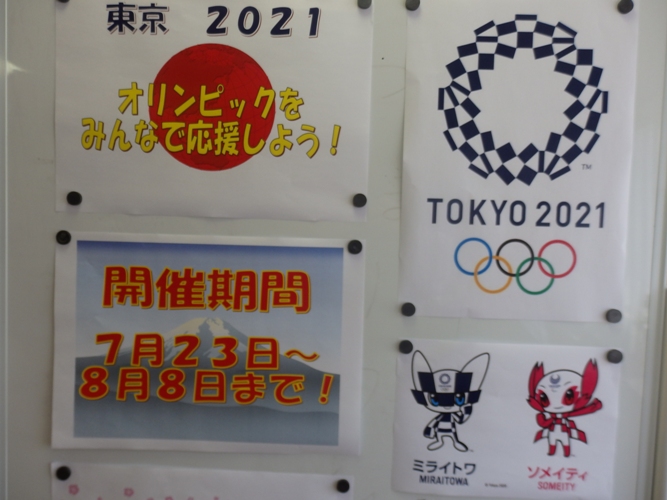 東京 2021
オリンピックを
みんなで応援しよう!
TM
TOKYO 2021
開催期間
7月23日~
8月8日まで!
ミライトワ
MIRAITOWA
ソメイティ
SOMEITY